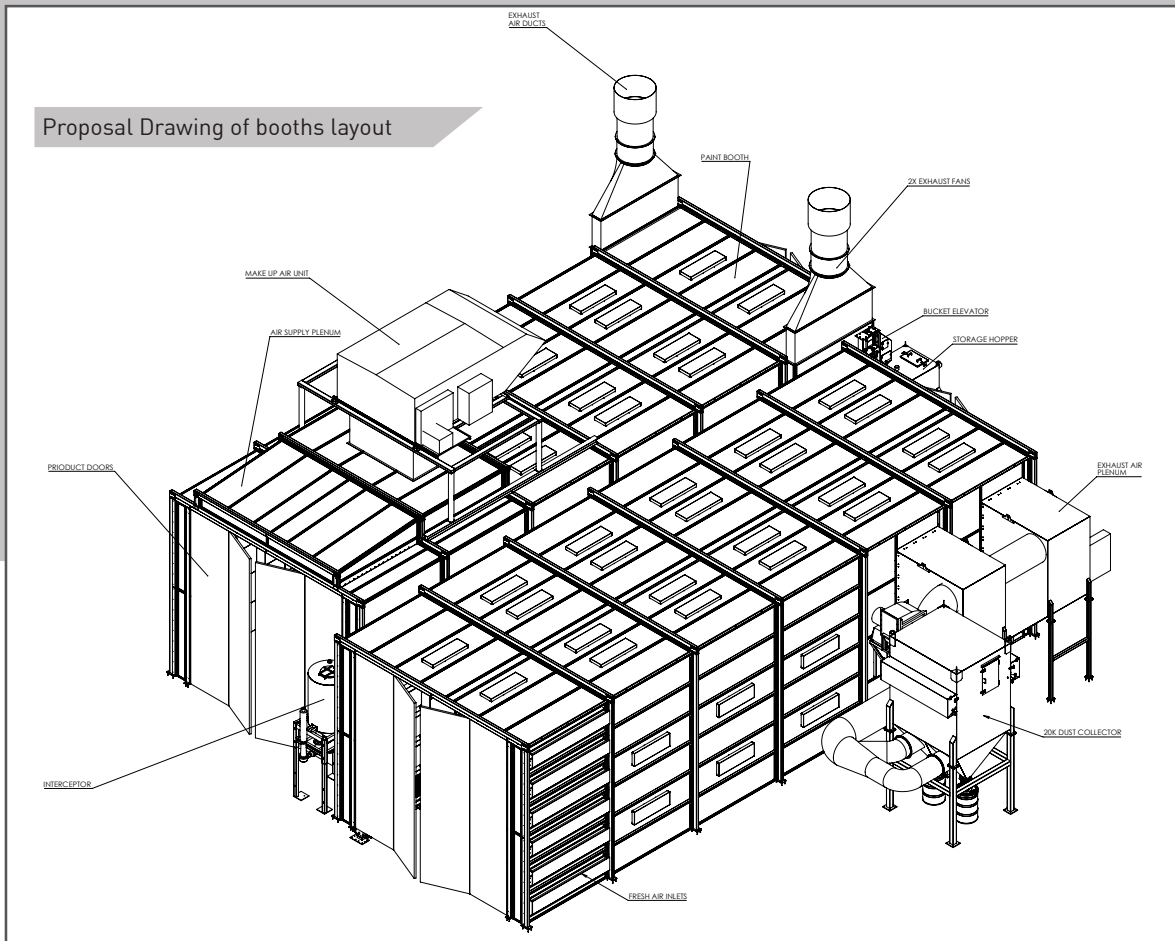 EXHAUST
AIR DUCTS
Proposal Drawing of booths layout
PAINT BOOTH
2X EXHAUST FANS
MAKE UP AIR UNIT
BUCKET ELEVATOR
AIR SUPPLY PLENUM
STORAGE HOPPER
PRIODUCT DOORS
EXHAUST AIR
PLENUM
20K DUST COLLECTOR
INTERCEPTOR
FRESH AIR INLETS